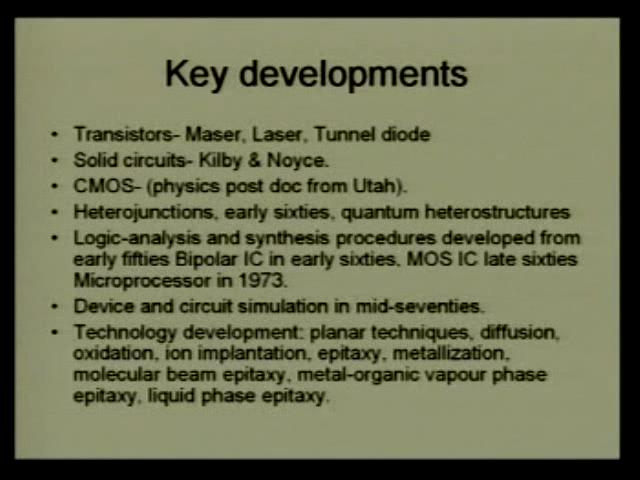 Key developments
• Transistors- Maser, Laser, Tunnel diode
• Solid circuits- Kilby & Noyce.
• CMOS- (physics post doc from Utah).
• Heterojunctions, early sixties, quantum heterostructures
• Logic-analysis and synthesis procedures developed from
early fifties Bipolar IC in early sixties, MOS IC late sixties
Microprocessor in 1973.
• Device and circuit simulation in mid-seventies.
• Technology development: planar techniques, diffusion,
oxidation, ion implantation, epitaxy, metallization,
molecular beam epitaxy, metal-organic vapour phase
epitaxy, liquid phase epitaxy.